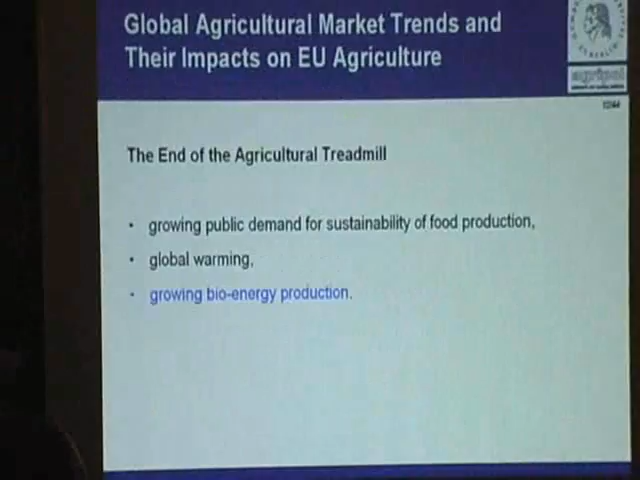 Global Agricultural Market Trends and
Their Impacts on EU Agriculture
agripol
The End of the Agricultural Treadmill
• growing public demand for sustainability of food production,
• global warming,
• growing bio-energy production.